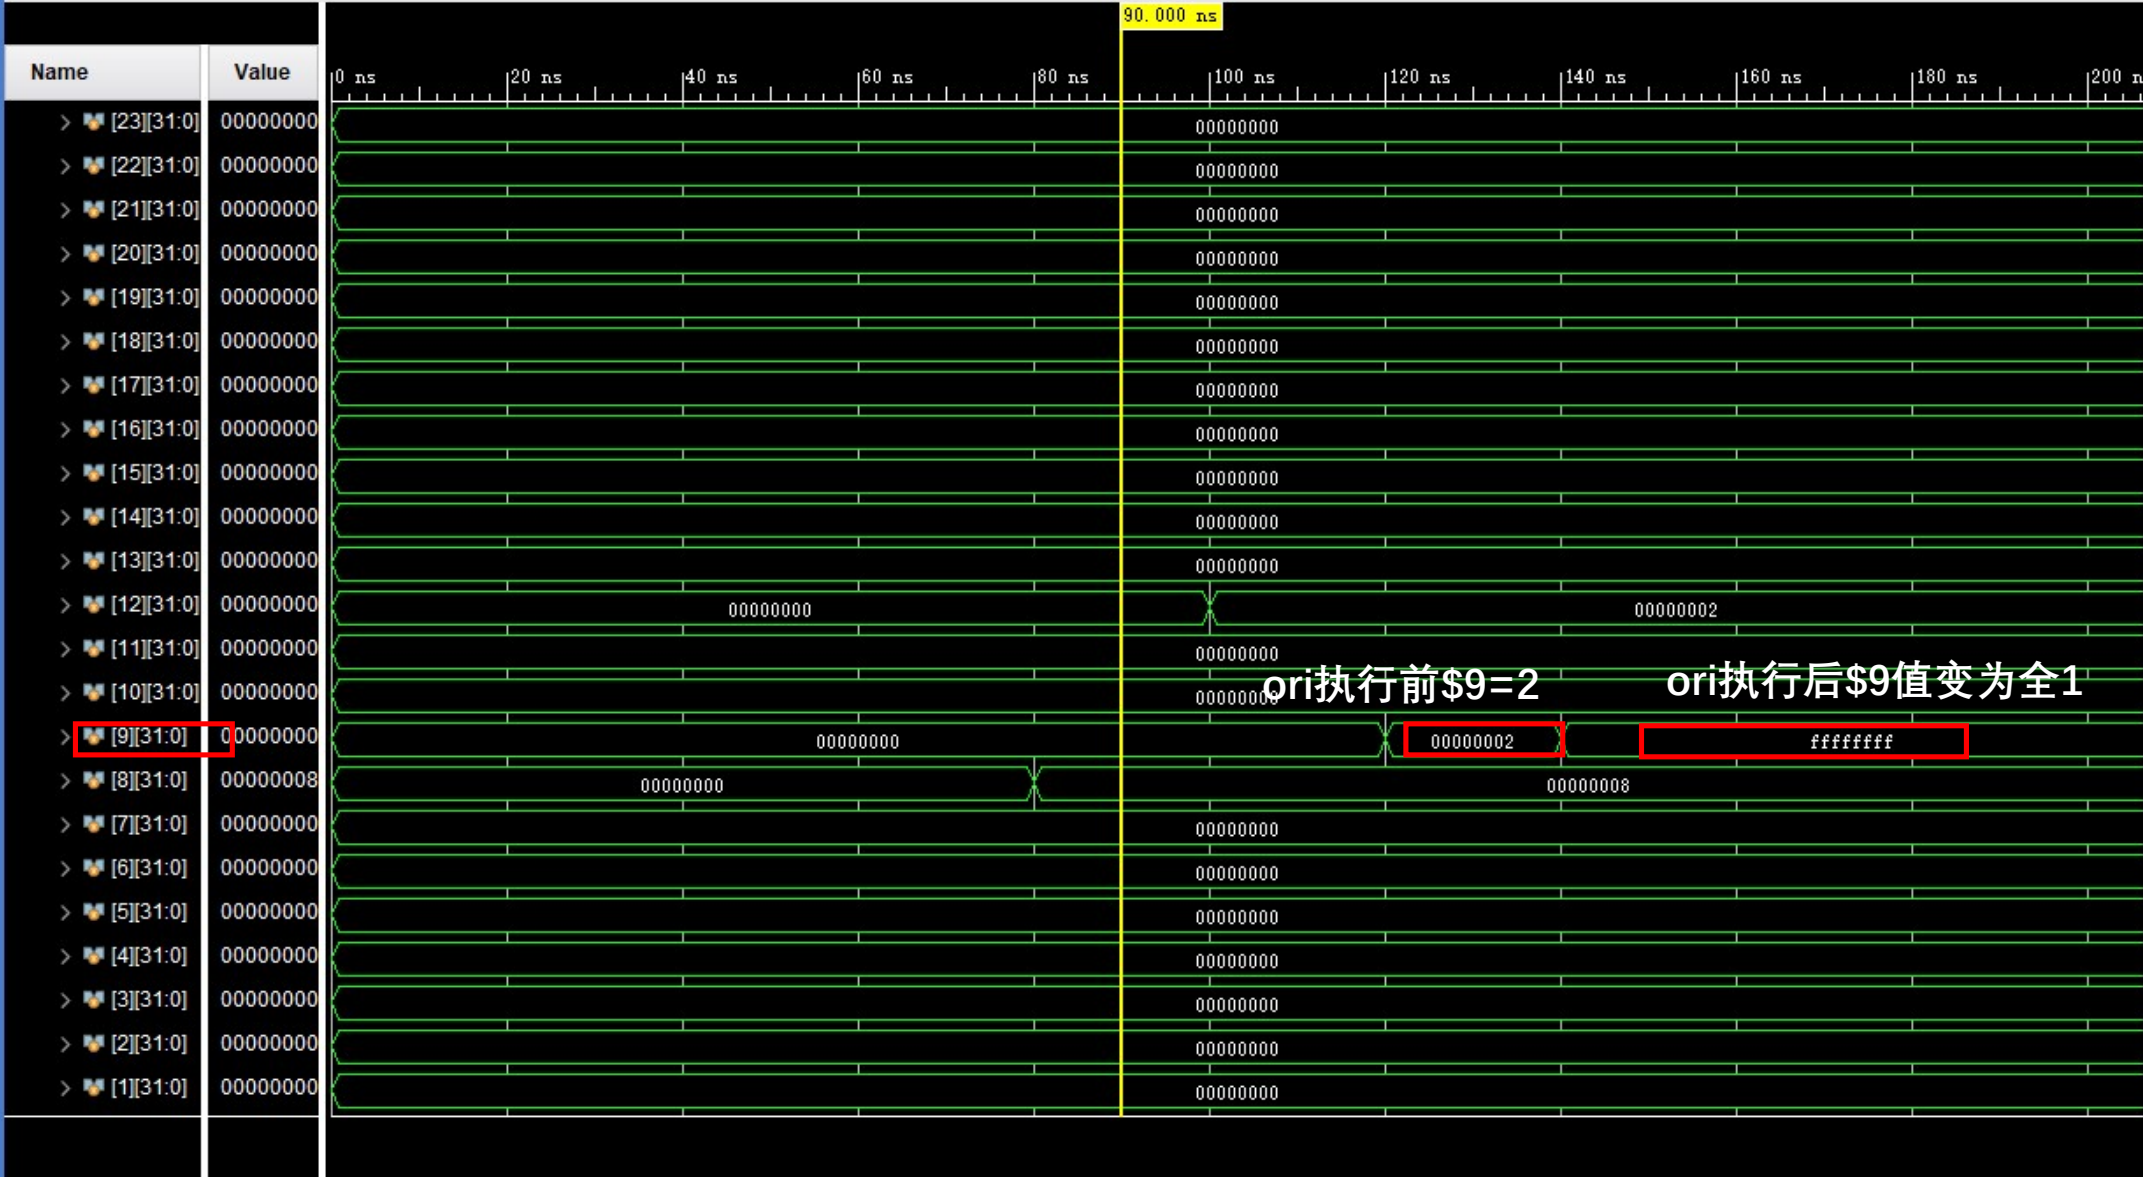 90.000 ns
Name Value 0 ns 20 ns 40 ns 60 ns 80 ns 100 ns 120 ns 140 ns 160 ns 180 ns 200 n
[23][31:0] 00000000 00000000
[22][31:0] 00000000 00000000
[21][31:0] 00000000 00000000
[20][31:0] 00000000 00000000
[19][31:0] 00000000 00000000
[18][31:0] 00000000 00000000
[17][31:0] 00000000 00000000
[16][31:0] 00000000 00000000
[15][31:0] 00000000 00000000
[14][31:0] 00000000 00000000
[13][31:0] 00000000 00000000
[12][31:0] 00000000 00000000 00000002
[11][31:0] 00000000 00000000
ori执行前$9=2 ori执行后$9值变为全1
[10][31:0] 00000000 00000000
[9][31:0] 00000000 00000000 00000002 ffffffff
[8][31:0] 00000008 00000000 00000008
[7][31:0] 00000000 00000000
[6][31:0] 00000000 00000000
[5][31:0] 00000000 00000000
[4][31:0] 00000000 00000000
[3][31:0] 00000000 00000000
[2][31:0] 00000000 00000000
[1][31:0] 00000000 00000000